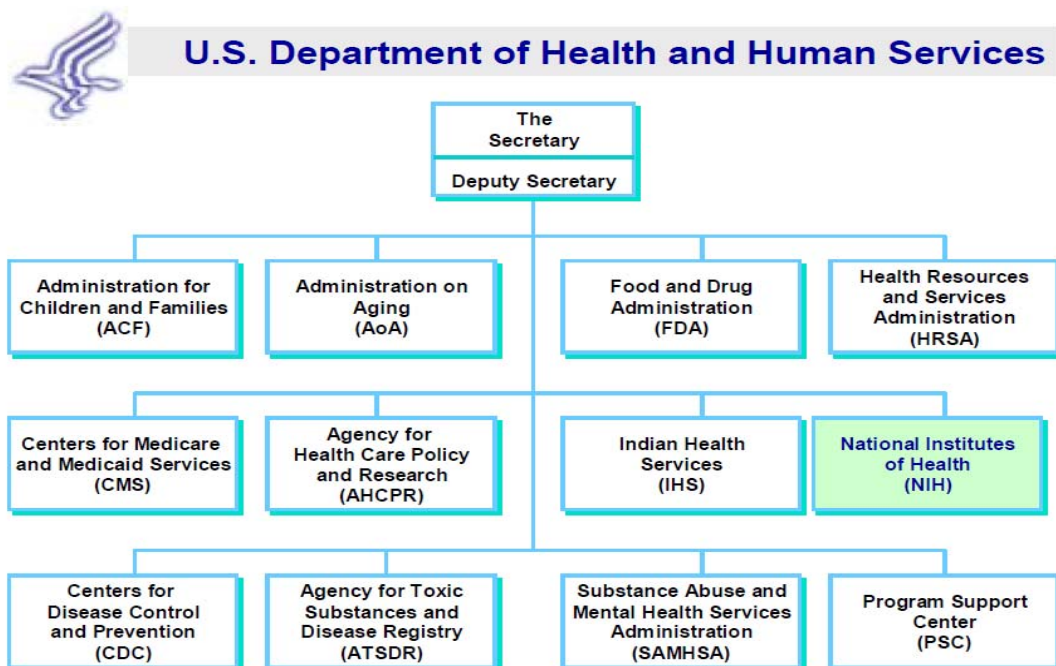 U.S. Department of Health and Human Services
The
Secretary
Deputy Secretary
Administration for
Children and Families
(ACF)
Administration on
Aging
(AoA)
Food and Drug
Administration
(FDA)
Health Resources
and Services
Administration
(HRSA)
Centers for Medicare
and Medicaid Services
(CMS)
Agency for
Health Care Policy
and Research
(AHCPR)
Indian Health
Services
(IHS)
National Institutes
of Health
(NIH)
Centers for
Disease Control
and Prevention
(CDC)
Agency for Toxic
Substances and
Disease Registry
(ATSDR)
Substance Abuse and
Mental Health Services
Administration
(SAMHSA)
Program Support
Center
(PSC)